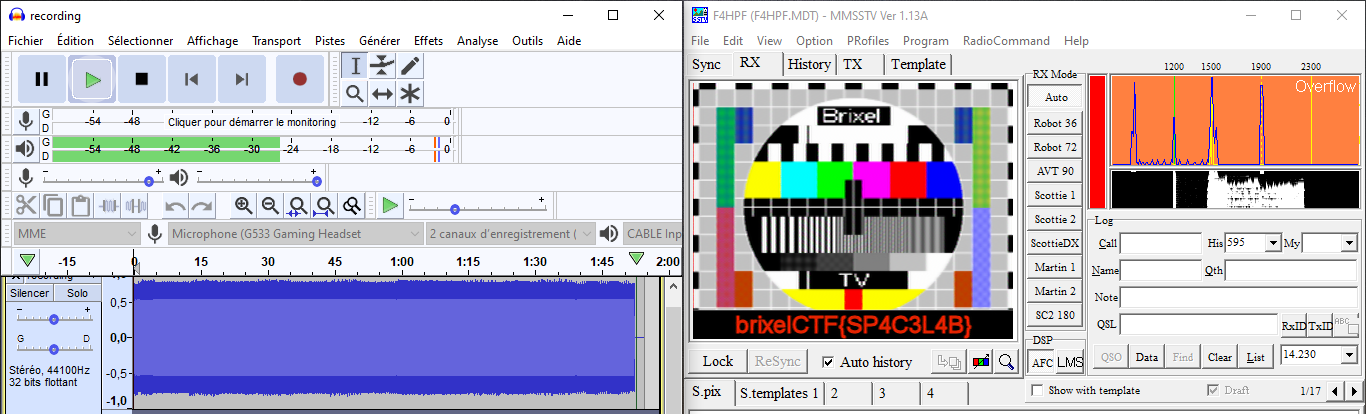 recording
Fichier Édition Sélectionner Affichage Transport Pistes Générer Effets Analyse Outils Aide
G D -54 -48 Cliquer pour démarrer le monitoring -12 -6 0
G D -54 -48 -42 -36 -30 -24 -18 -12 -6 0
MME Microphone (G533 Gaming Headset 2 canaux d'enregistrement ( CABLE Inp
-15 0 15 30 45 1:00 1:15 1:30 1:45 2:00
X recording 1,0
Silencer Solo 0,5
G D 0,0
Stéréo, 44100Hz -0,5
32 bits flottant
-1,0
F4HPF (F4HPF.MDT) - MMSSTV Ver 1.13A
File Edit View Option PRofiles Program RadioCommand Help
Sync RX History TX Template
Brixel
TV
brixelCTF{SP4C3L4B}
Lock ReSync Auto history
S.pix S.templates 1 2 3 4
RX Mode
Auto
Robot 36
Robot 72
AVT 90
Scottie 1
Scottie 2
ScottieDX
Martin 1
Martin 2
SC2 180
DSP
AFC LMS
1200 1500 1900 2300
Overflow
Log
Call His 595 My
Name Qth
Note
QSL RxID TxID ABC
QSO Data Find Clear List 14.230
Show with template Draft 1/17